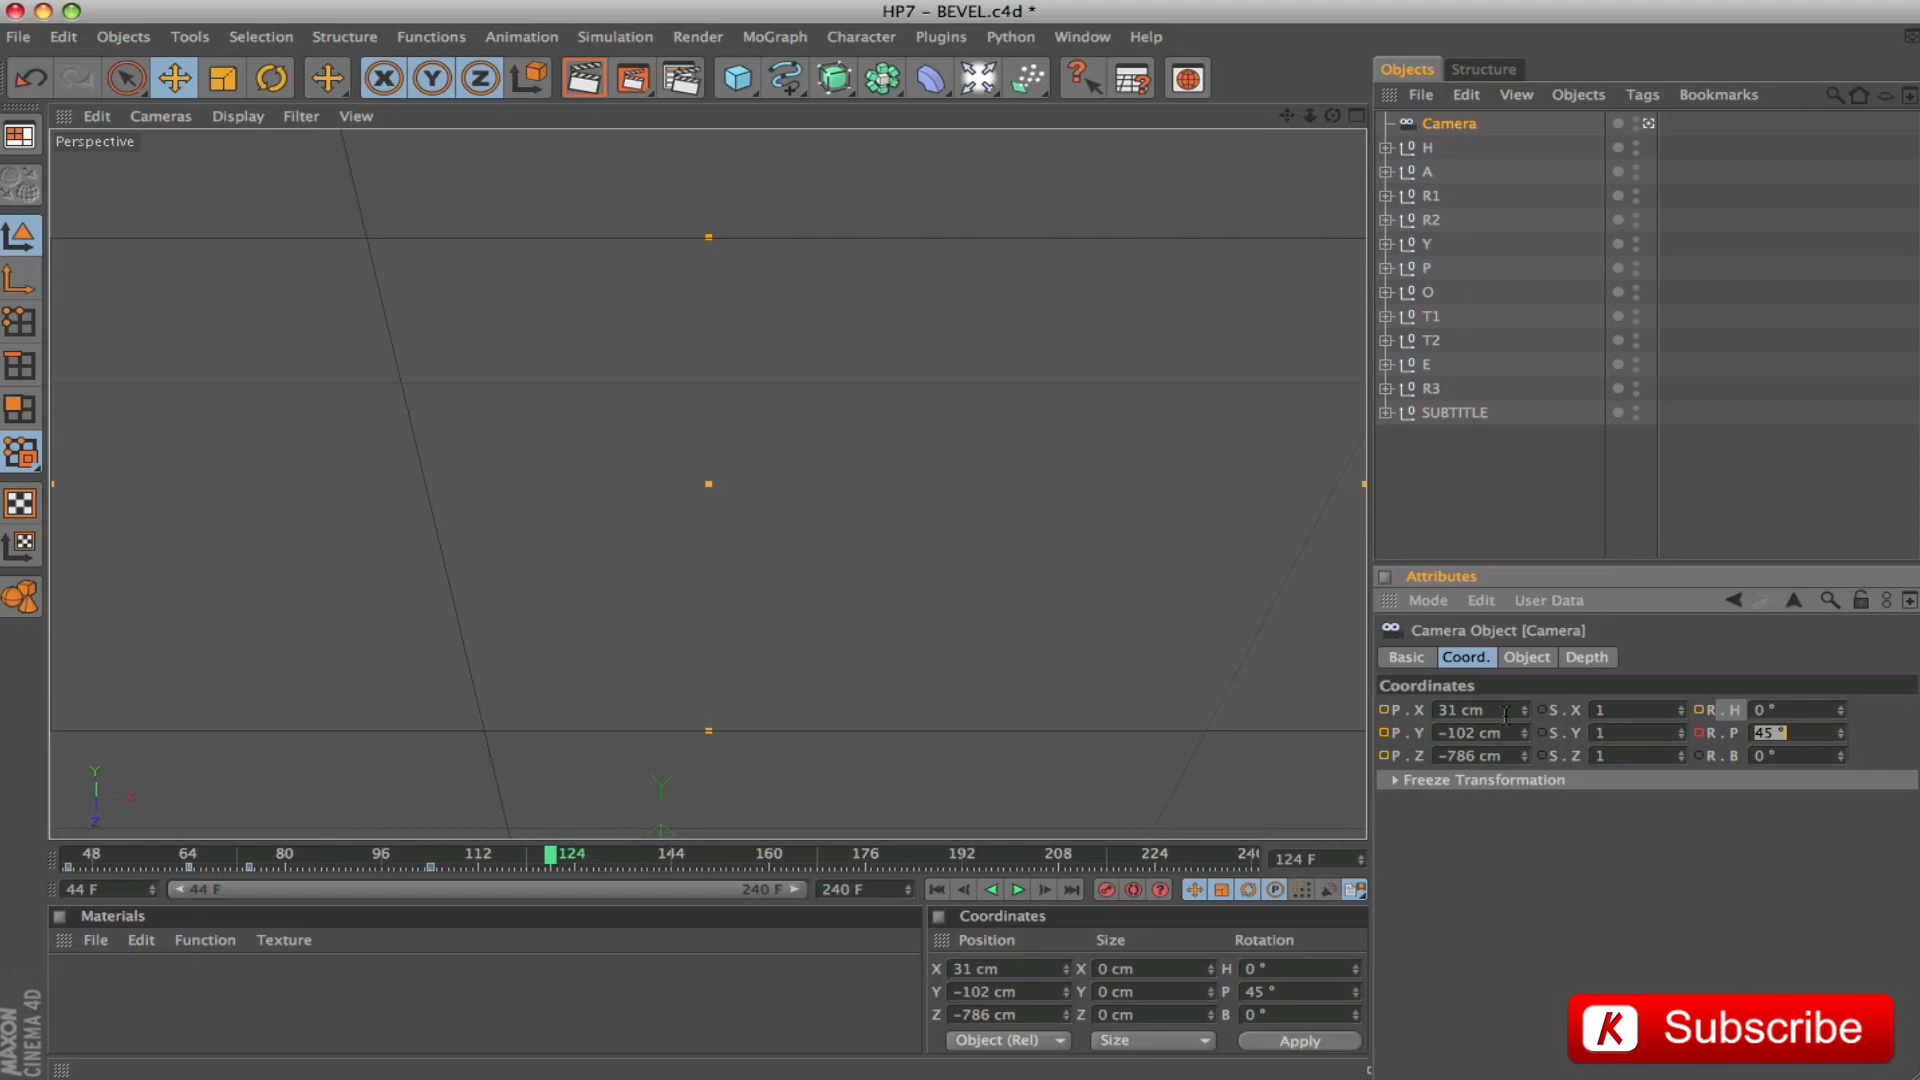 HP7 - BEVEL.c4d *
File Edit Objects Tools Selection Structure Functions Animation Simulation Render MoGraph Character Plugins Python Window Help
X Y Z
Objects Structure
File Edit View Objects Tags Bookmarks
Edit Cameras Display Filter View
Perspective
Camera
H
A
R1
R2
Y
P
O
T1
T2
E
R3
SUBTITLE
Attributes
Mode Edit User Data
Camera Object [Camera]
Basic Coord. Object Depth
Coordinates
P . X 31 cm S . X 1 R . H 0 °
P . Y -102 cm S . Y 1 R . P 45 °
P . Z -786 cm S . Z 1 R . B 0 °
Freeze Transformation
Y
X
Z
Y
48 64 80 96 112 124 144 160 176 192 208 224 124 F
44 F 44 F 240 F 240 F
Materials
File Edit Function Texture
Coordinates
Position Size Rotation
X 31 cm X 0 cm H 0 °
Y -102 cm Y 0 cm P 45 °
Z -786 cm Z 0 cm B 0 °
Object (Rel) Size Apply
MAXON
CINEMA 4D
K Subscribe